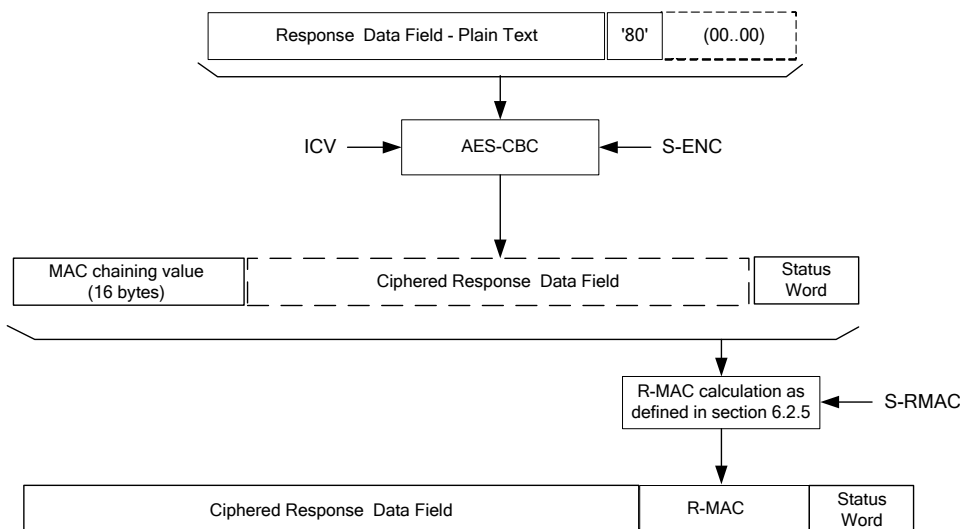 Response Data Field - Plain Text
'80'
(00..00)
ICV
AES-CBC
S-ENC
MAC chaining value
(16 bytes)
Ciphered Response Data Field
Status
Word
R-MAC calculation as
defined in section 6.2.5
S-RMAC
Ciphered Response Data Field
R-MAC
Status
Word